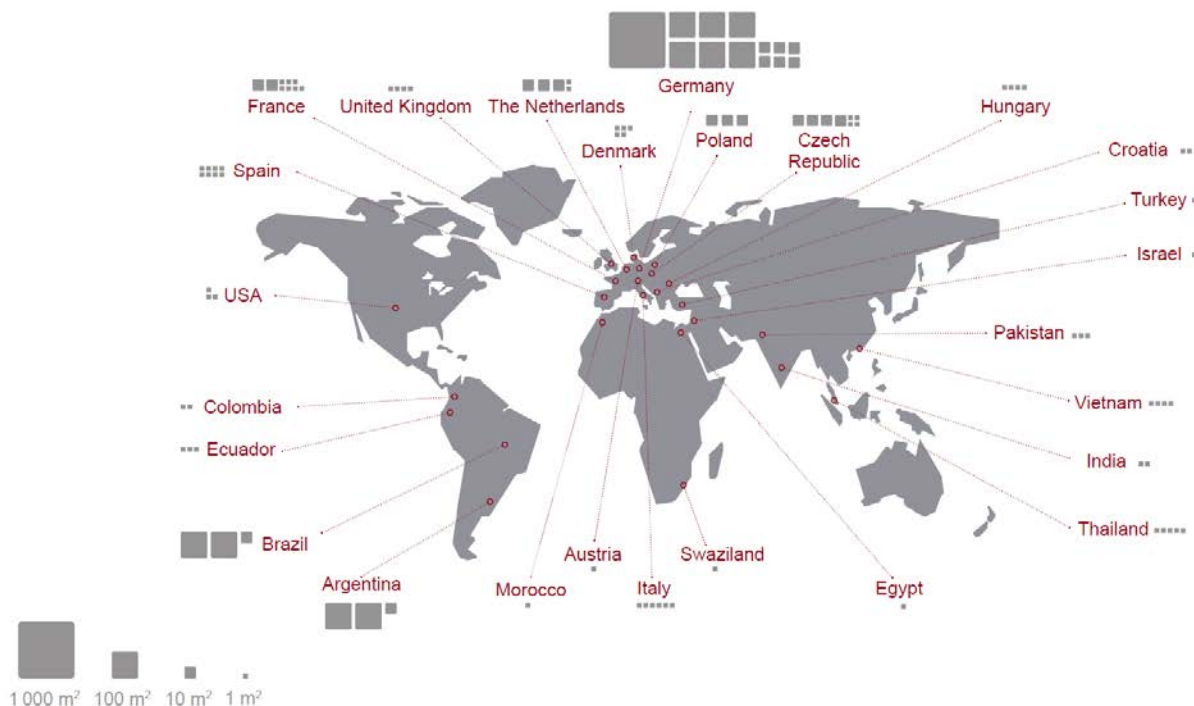 Germany
France
United Kingdom
The Netherlands
Hungary
Denmark
Poland
Czech
Republic
Croatia
Spain
Turkey
Israel
USA
Pakistan
Colombia
Vietnam
Ecuador
India
Brazil
Thailand
Austria
Swaziland
Argentina
Morocco
Italy
Egypt
1 000 m²
100 m²
10 m²
1 m²